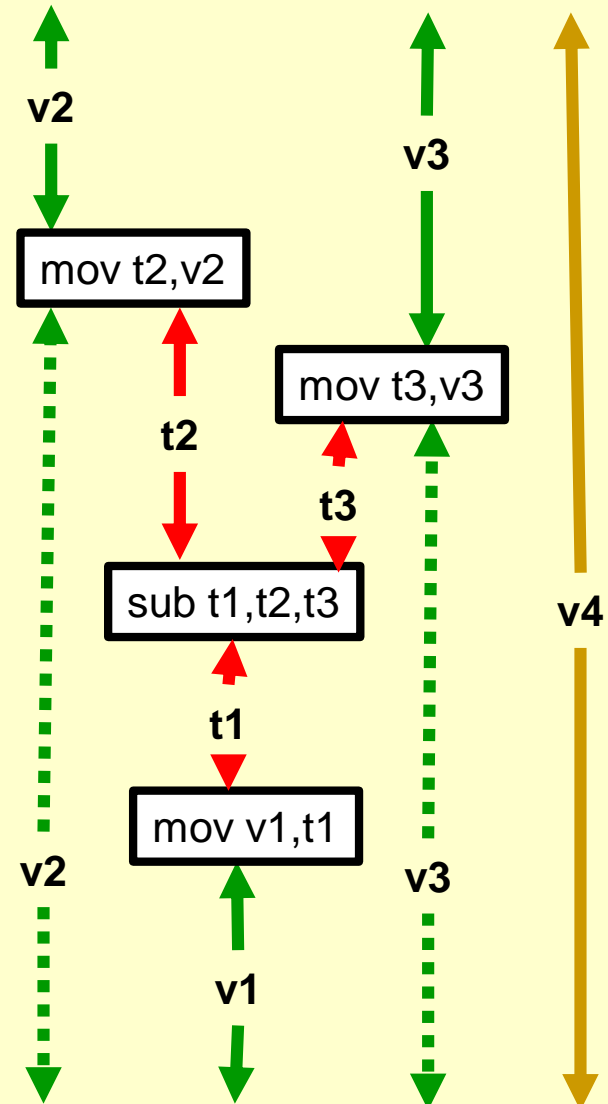 v2
v3
mov t2,v2
mov t3,v3
t2
t3
sub t1,t2,t3
v4
t1
mov v1,t1
v2
v3
v1